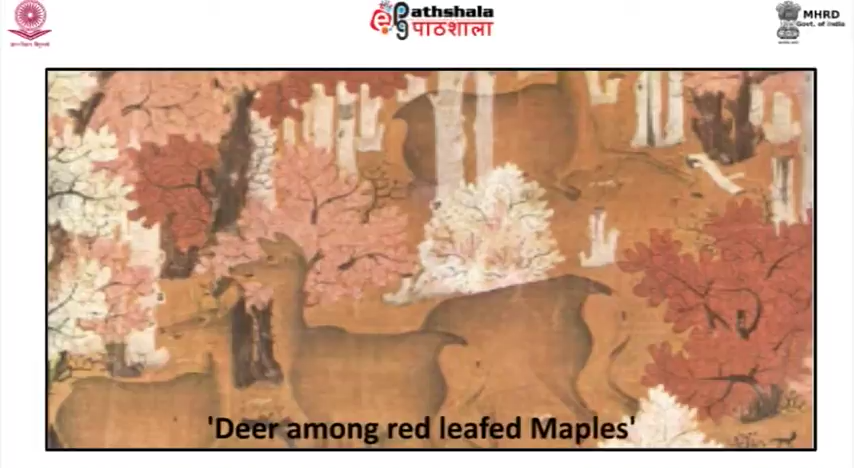 epathshala
पाठशाला
MHRD
Govt. of India
'Deer among red leafed Maples'